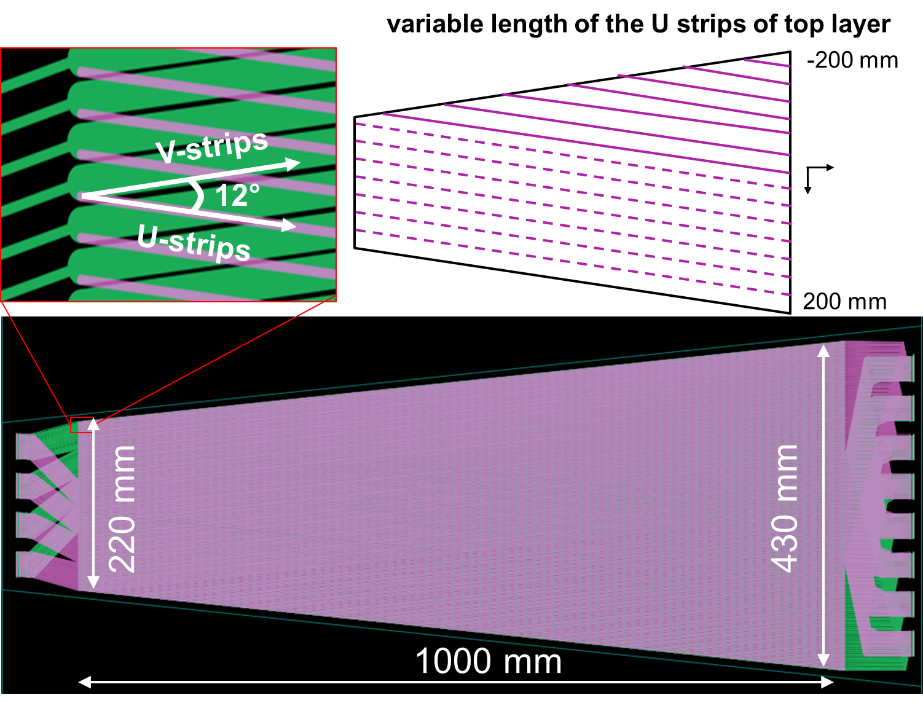 variable length of the U strips of top layer
-200 mm
V-strips
12°
U-strips
200 mm
220 mm
430 mm
1000 mm